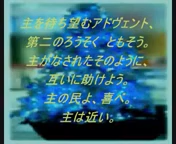 主を待ち望むアドヴェント、
第二のろうそく ともそう。
主がなされたそのように、
互いに助けよう。
主の民よ、喜べ。
主は近い。